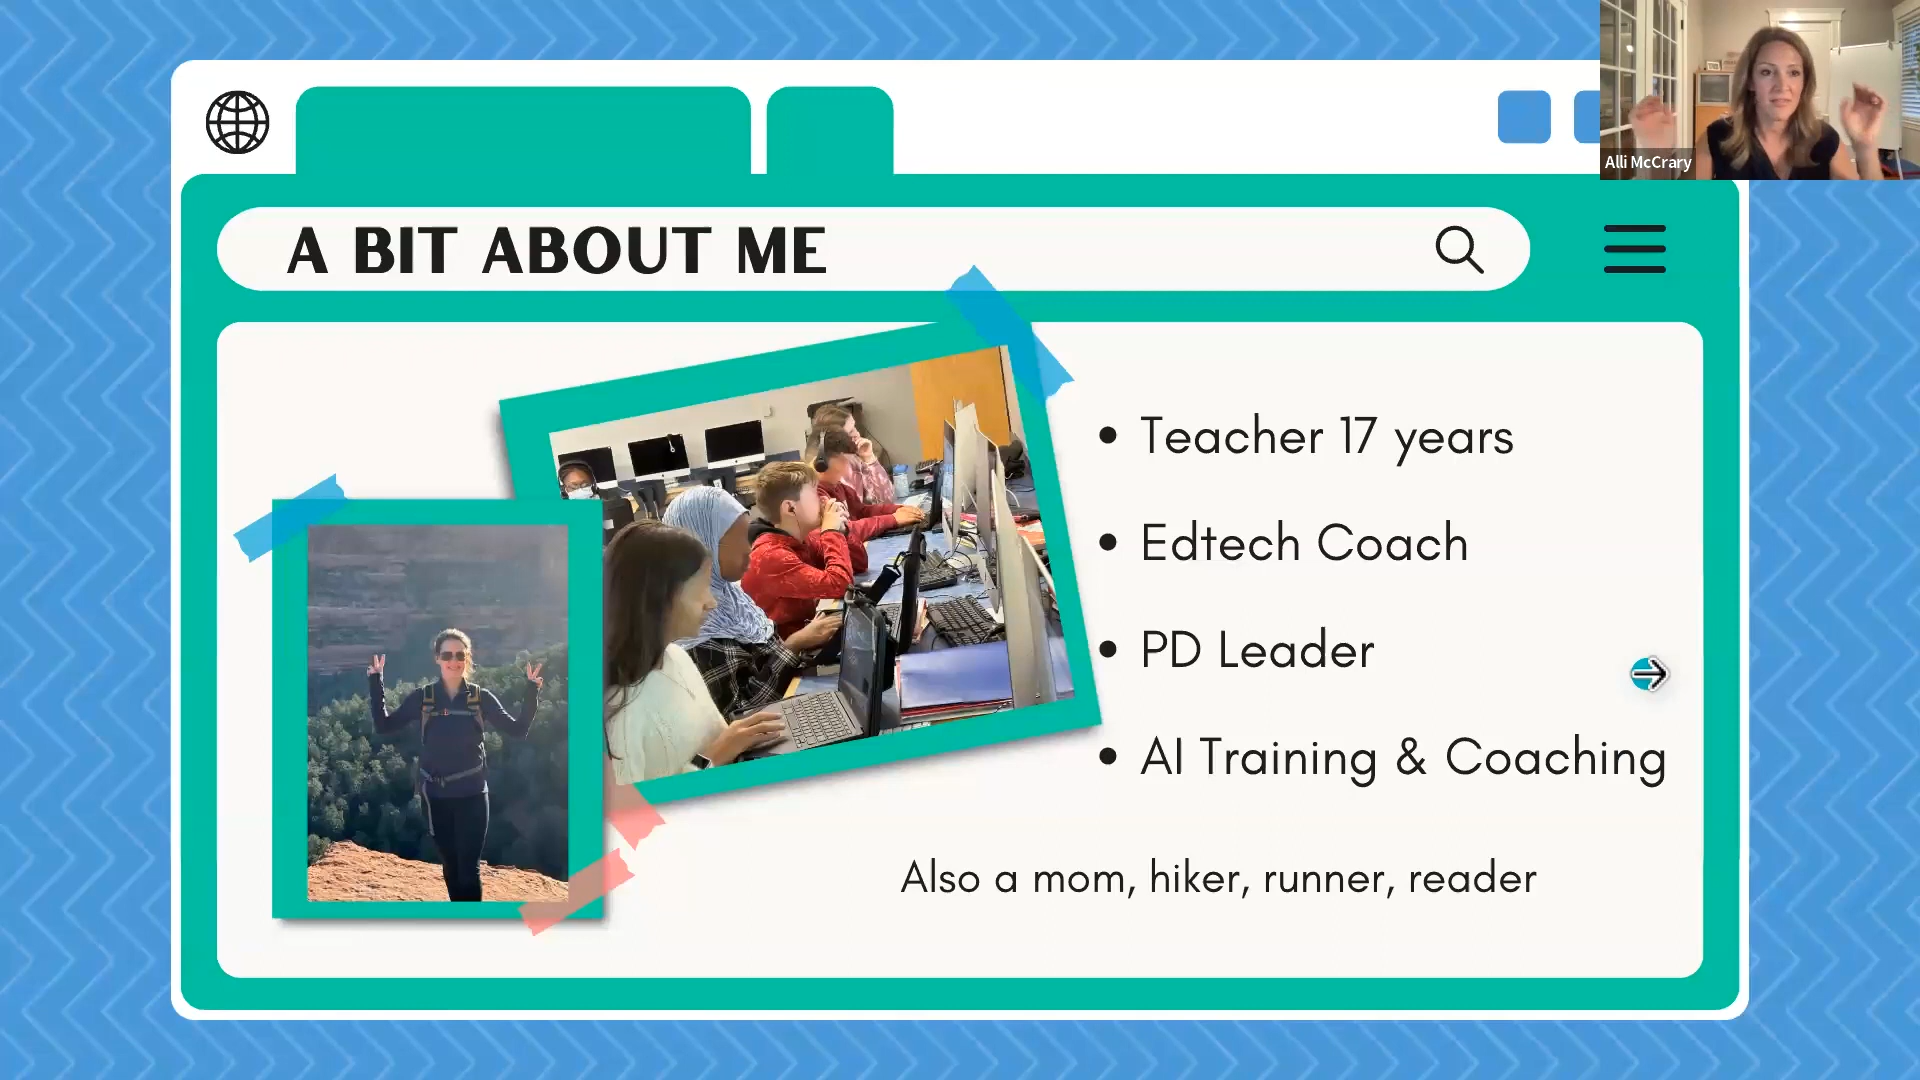 Alli McCrary
A BIT ABOUT ME
Teacher 17 years
Edtech Coach
PD Leader
AI Training & Coaching
Also a mom, hiker, runner, reader